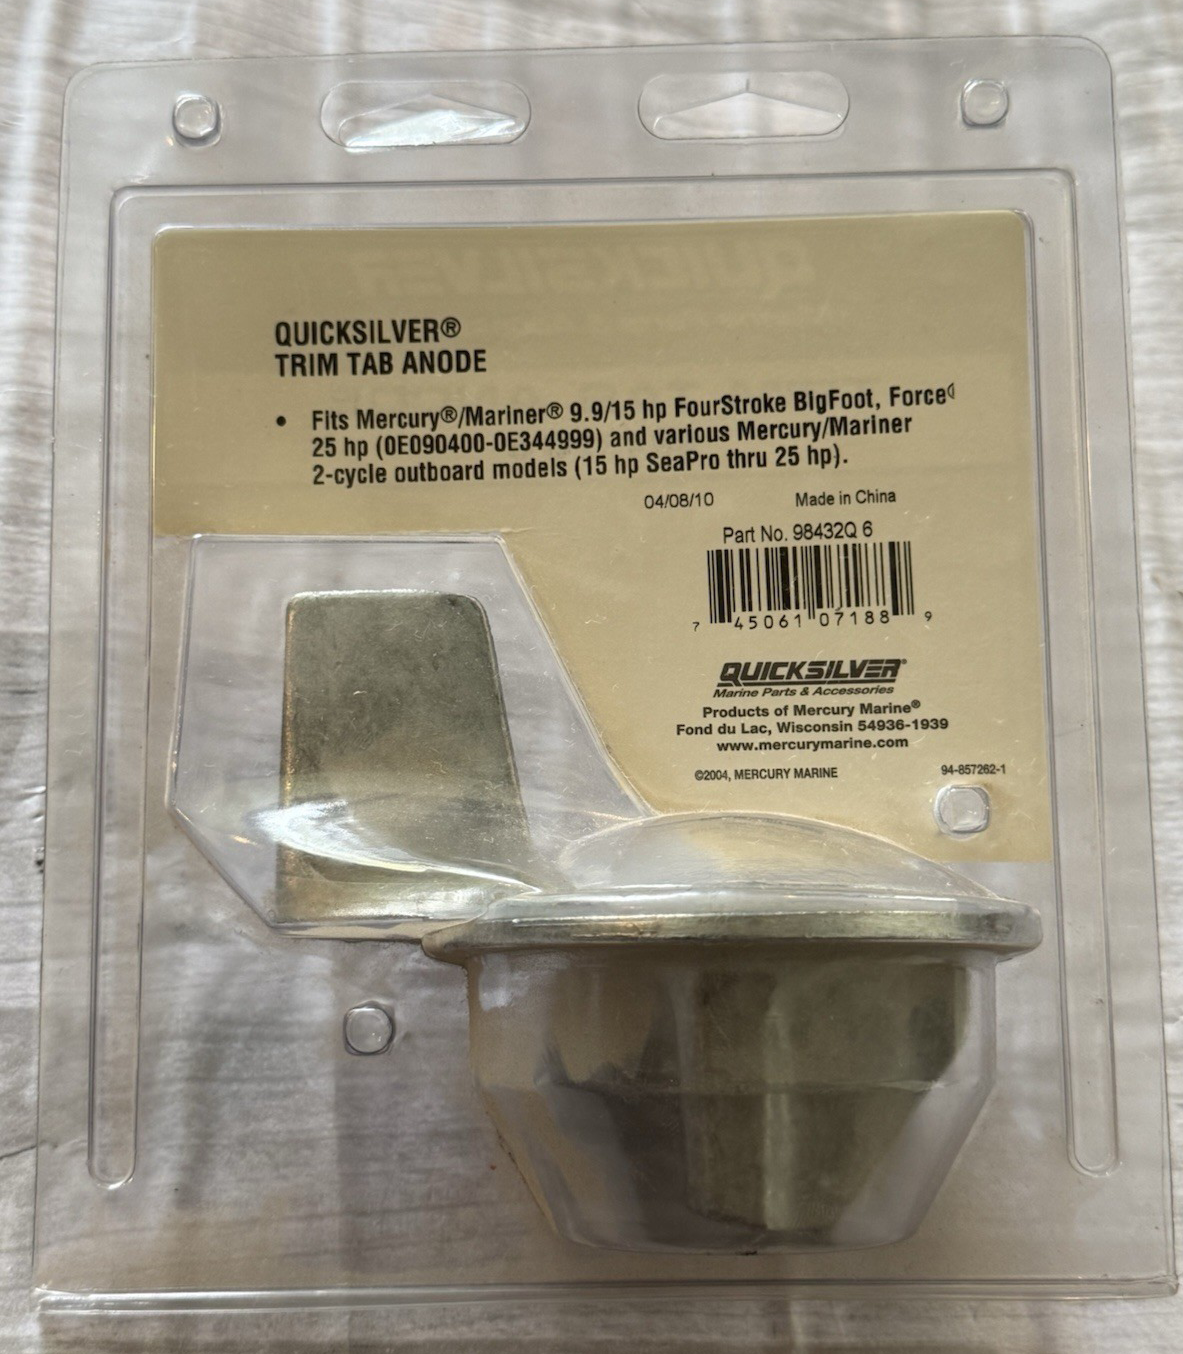 QUICKSILVER
QUICKSILVER®
TRIM TAB ANODE
• Fits Mercury®/Mariner® 9.9/15 hp FourStroke BigFoot, Force
25 hp (0E090400-0E344999) and various Mercury/Mariner
2-cycle outboard models (15 hp SeaPro thru 25 hp).
04/08/10 Made in China
Part No. 98432Q 6
7 45061 07188 9
QUICKSILVER®
Marine Parts & Accessories
Products of Mercury Marine®
Fond du Lac, Wisconsin 54936-1939
www.mercurymarine.com
©2004, MERCURY MARINE 94-857262-1